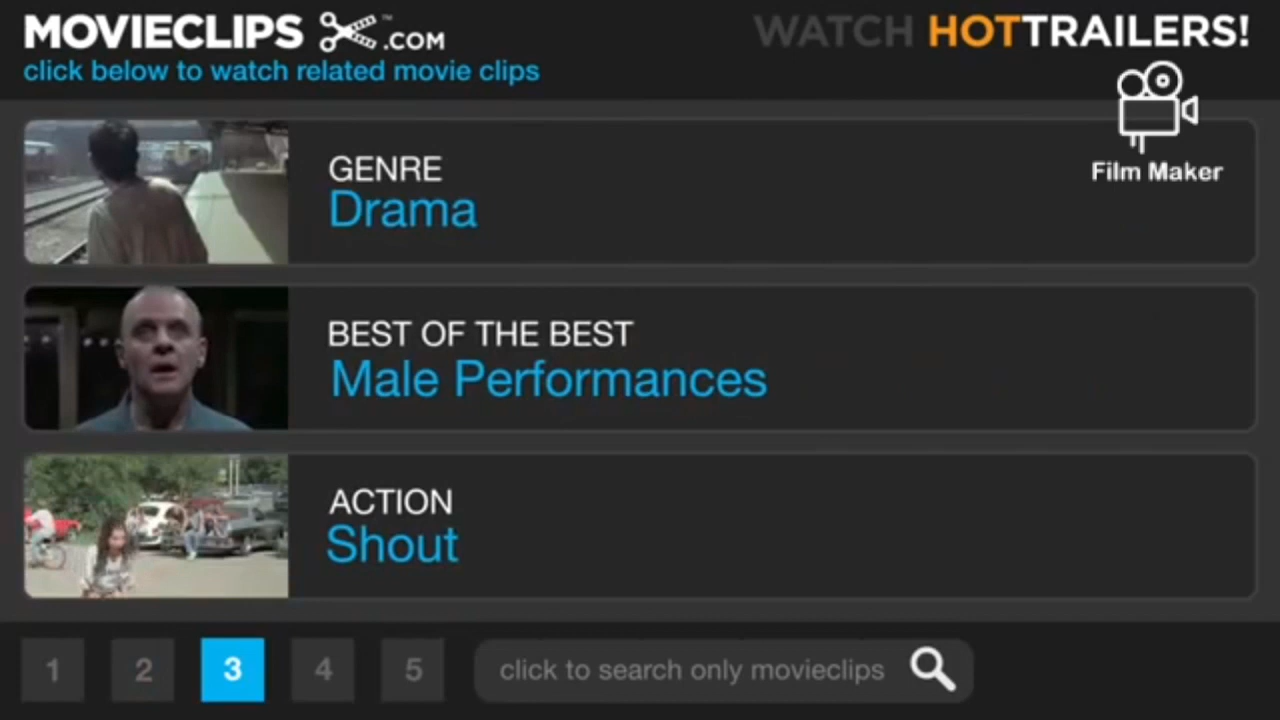 MOVIECLIPS ™.COM
WATCH HOTTRAILERS!
click below to watch related movie clips
Film Maker
GENRE
Drama
BEST OF THE BEST
Male Performances
ACTION
Shout
1 2 3 4 5 click to search only movieclips